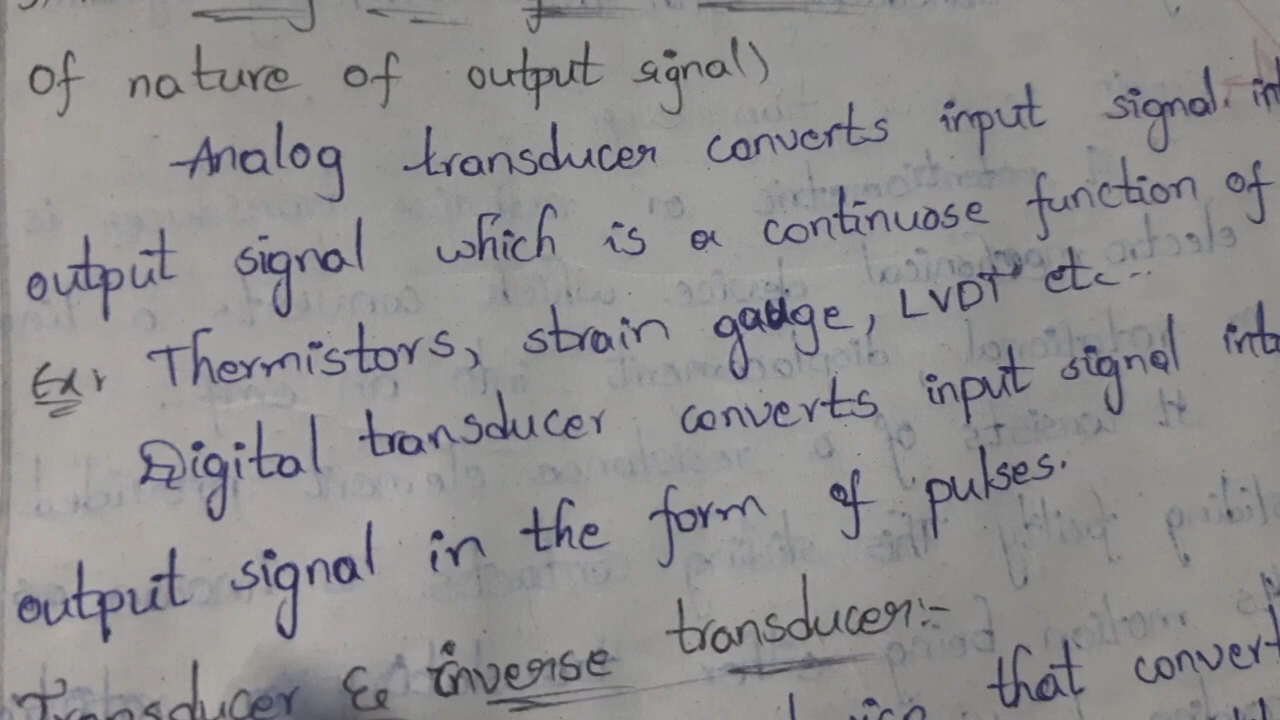 of nature of output signal)
Analog transducer converts input signal int
output signal which is a continuose function of
Ex, Thermistors, strain gauge, LVDT etc..
Digital transducer converts input signal into
output signal in the form of pulses.
Transducer & inverse transducer:-
that convert